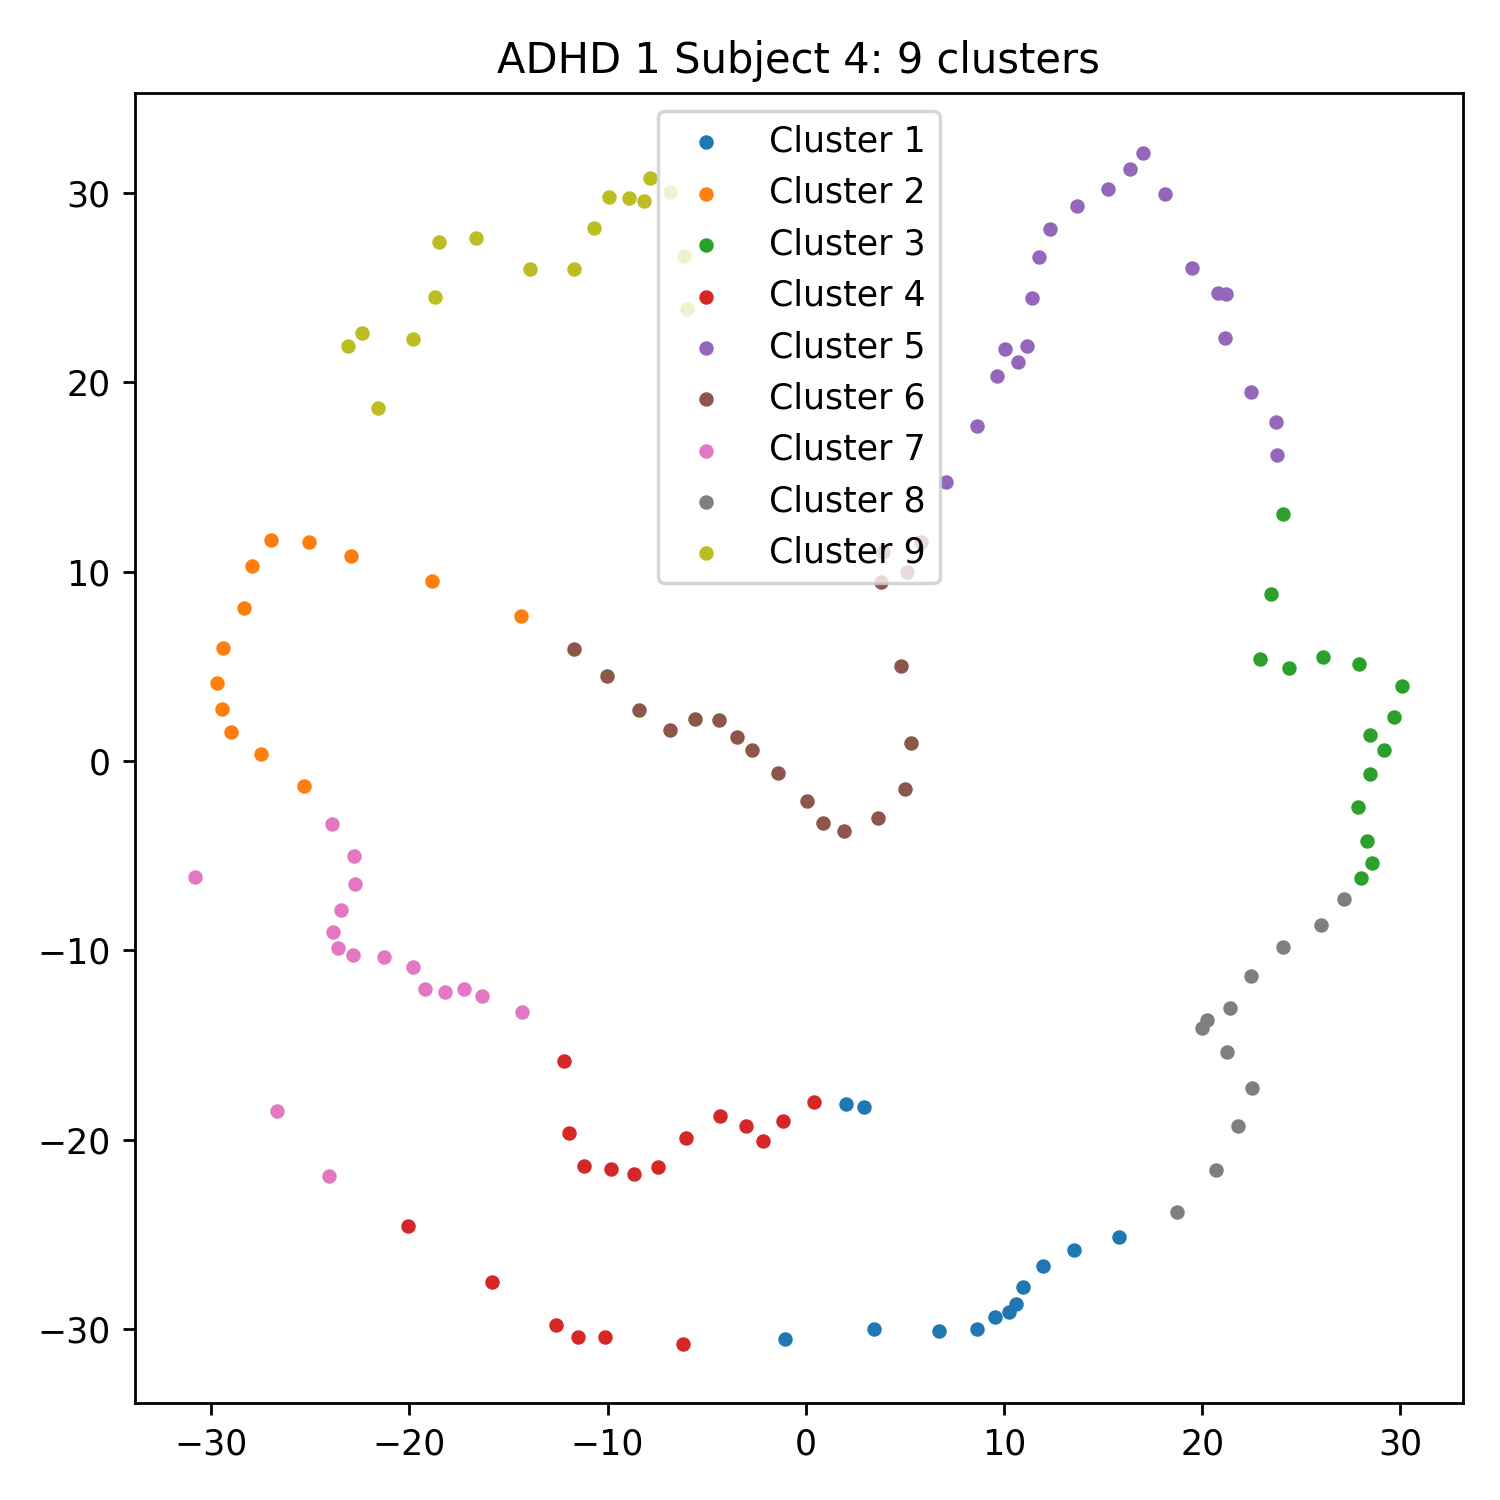 ADHD 1 Subject 4: 9 clusters
Cluster 1
Cluster 2
Cluster 3
Cluster 4
Cluster 5
Cluster 6
Cluster 7
Cluster 8
Cluster 9
30
20
10
0
−10
−20
−30
−30 −20 −10 0 10 20 30